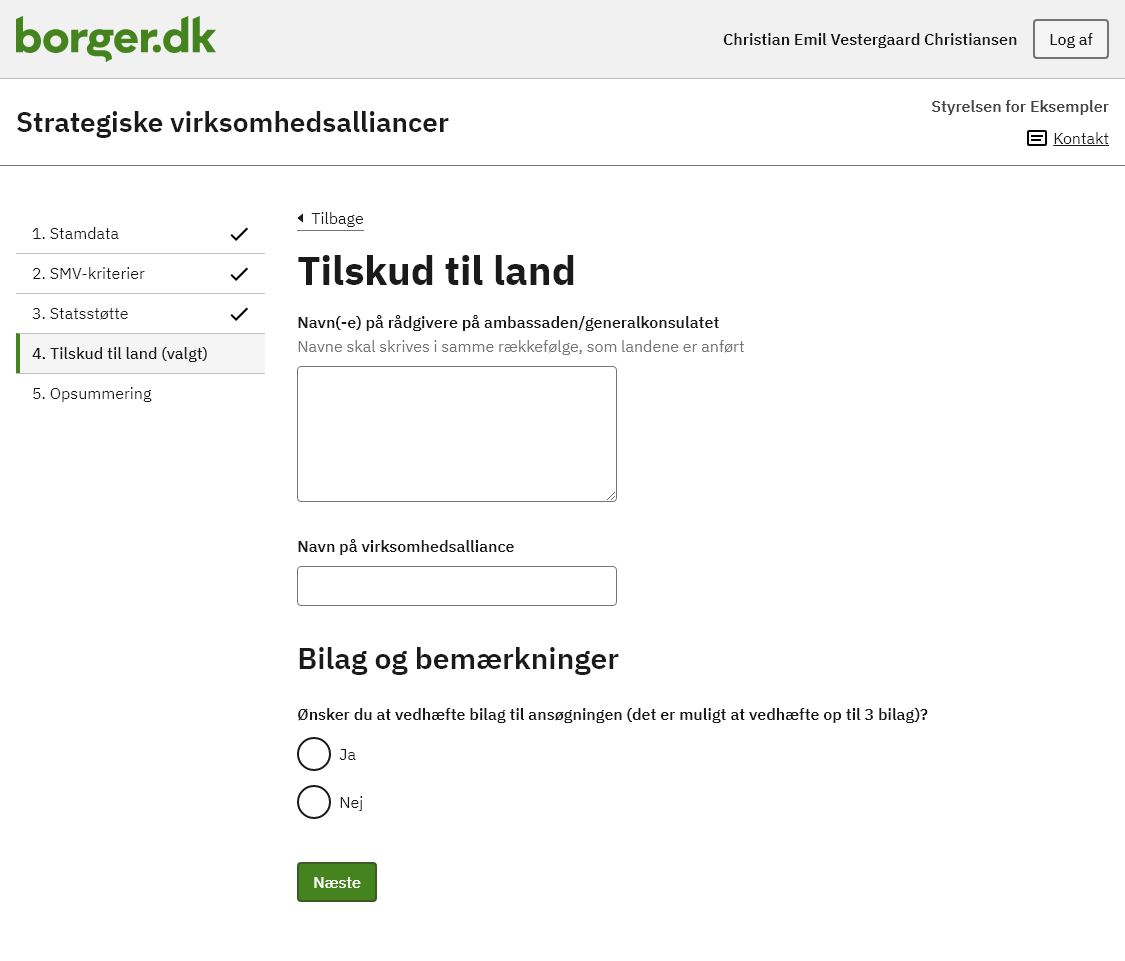 borger.dk
Christian Emil Vestergaard Christiansen
Log af
Strategiske virksomhedsalliancer
Styrelsen for Eksempler
Kontakt
1. Stamdata
2. SMV-kriterier
3. Statsstøtte
4. Tilskud til land (valgt)
5. Opsummering
Tilbage
Tilskud til land
Navn(-e) på rådgivere på ambassaden/generalkonsulatet
Navne skal skrives i samme rækkefølge, som landene er anført
Navn på virksomhedsalliance
Bilag og bemærkninger
Ønsker du at vedhæfte bilag til ansøgningen (det er muligt at vedhæfte op til 3 bilag)?
Ja
Nej
Næste